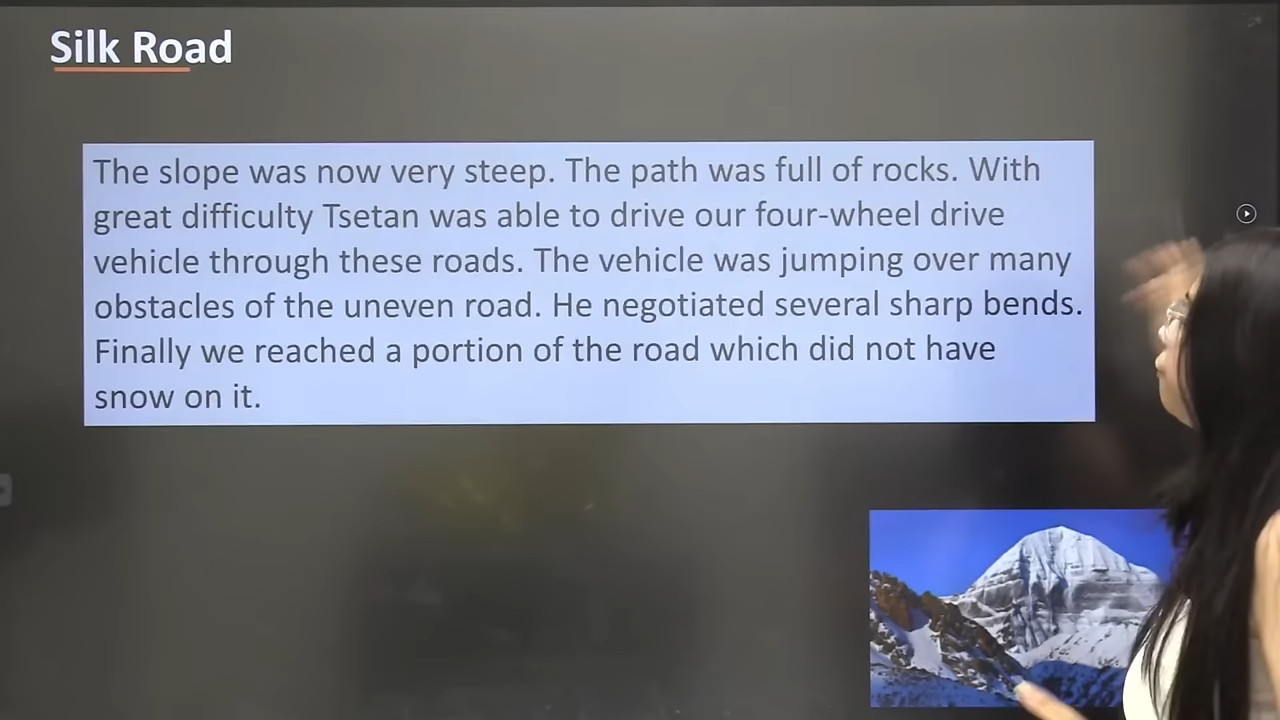 Silk Road
The slope was now very steep. The path was full of rocks. With
great difficulty Tsetan was able to drive our four-wheel drive
vehicle through these roads. The vehicle was jumping over many
obstacles of the uneven road. He negotiated several sharp bends.
Finally we reached a portion of the road which did not have
snow on it.